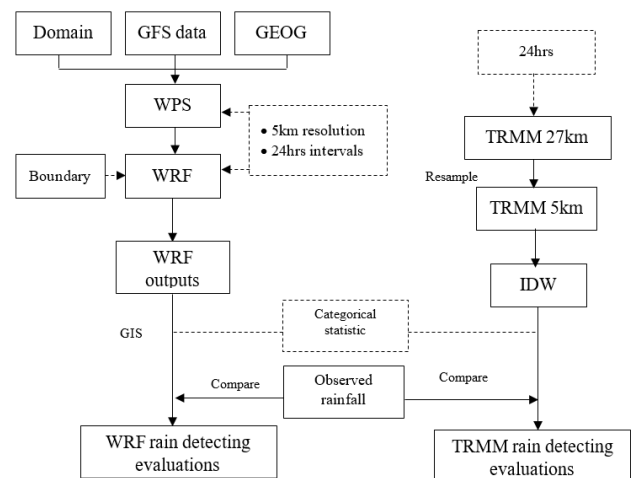 Domain
GFS data
GEOG
24hrs
WPS
• 5km resolution
• 24hrs intervals
TRMM 27km
Boundary
WRF
Resample
TRMM 5km
WRF
outputs
IDW
GIS
Categorical
statistic
Compare
Observed
rainfall
Compare
WRF rain detecting
evaluations
TRMM rain detecting
evaluations